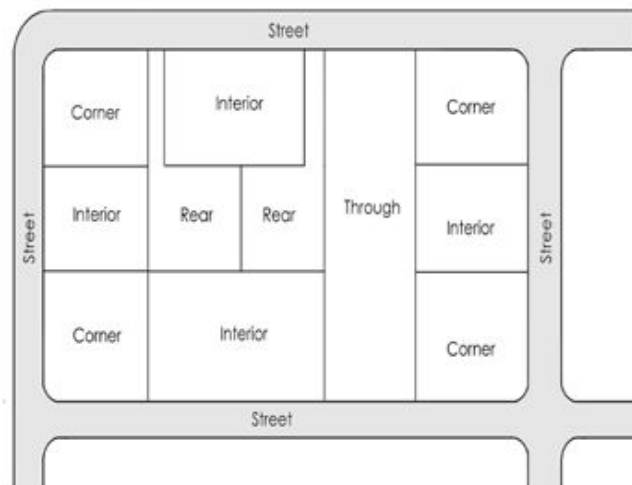 Street
Corner
Interior
Corner
Interior
Rear
Rear
Through
Interior
Street
Street
Corner
Interior
Corner
Street